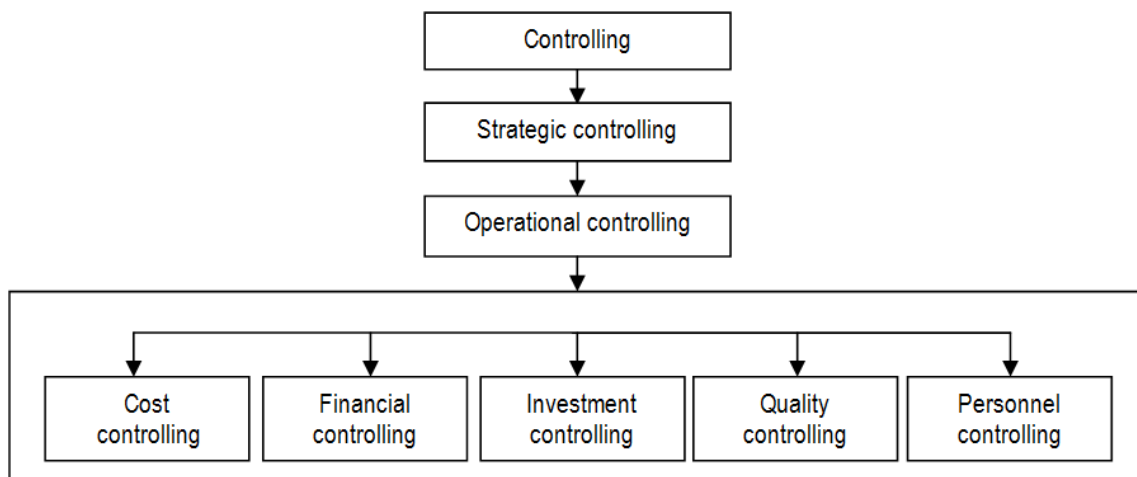 Controlling
Strategic controlling
Operational controlling
Cost
controlling
Financial
controlling
Investment
controlling
Quality
controlling
Personnel
controlling